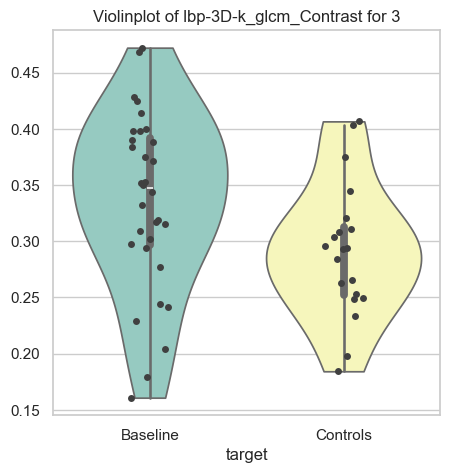 Violinplot of lbp-3D-k_glcm_Contrast for 3
0.45
0.40
0.35
0.30
0.25
0.20
0.15
Baseline
Controls
target